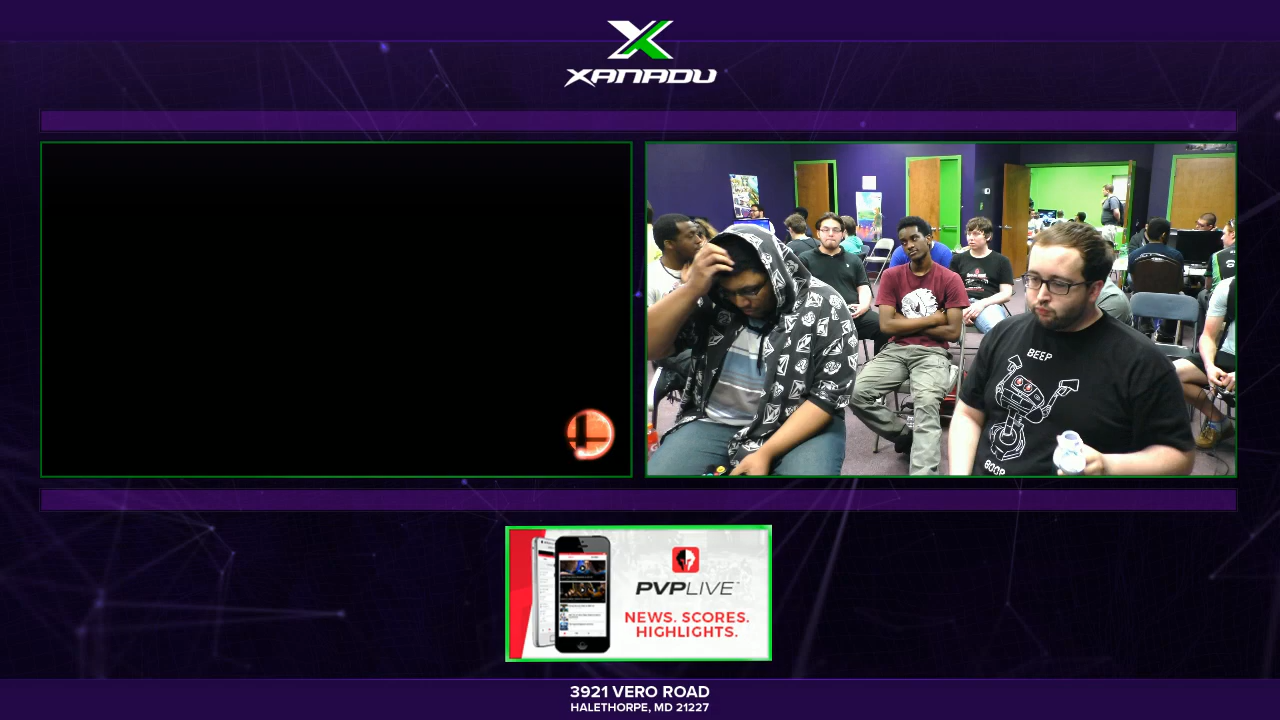 XANADU
BEEP
BOOP
PVPLIVE
NEWS. SCORES.
HIGHLIGHTS.
3921 VERO ROAD
HALETHORPE, MD 21227